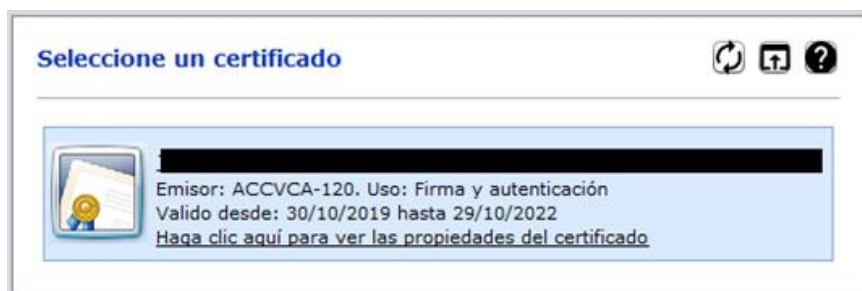 Seleccione un certificado
?
Emisor: ACCVCA-120. Uso: Firma y autenticación
Valido desde: 30/10/2019 hasta 29/10/2022
Haga clic aquí para ver las propiedades del certificado